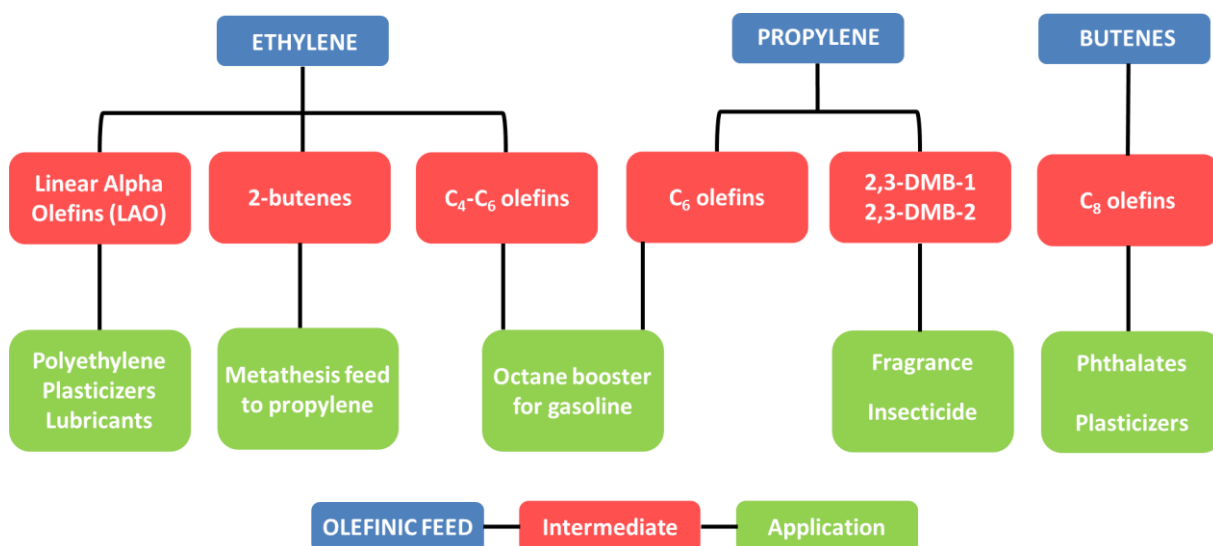 ETHYLENE
PROPYLENE
BUTENES
Linear Alpha
Olefins (LAO)
2-butenes
C₄-C₆ olefins
C₆ olefins
2,3-DMB-1
2,3-DMB-2
C₈ olefins
Polyethylene
Plasticizers
Lubricants
Metathesis feed
to propylene
Octane booster
for gasoline
Fragrance
Insecticide
Phthalates
Plasticizers
OLEFINIC FEED
Intermediate
Application